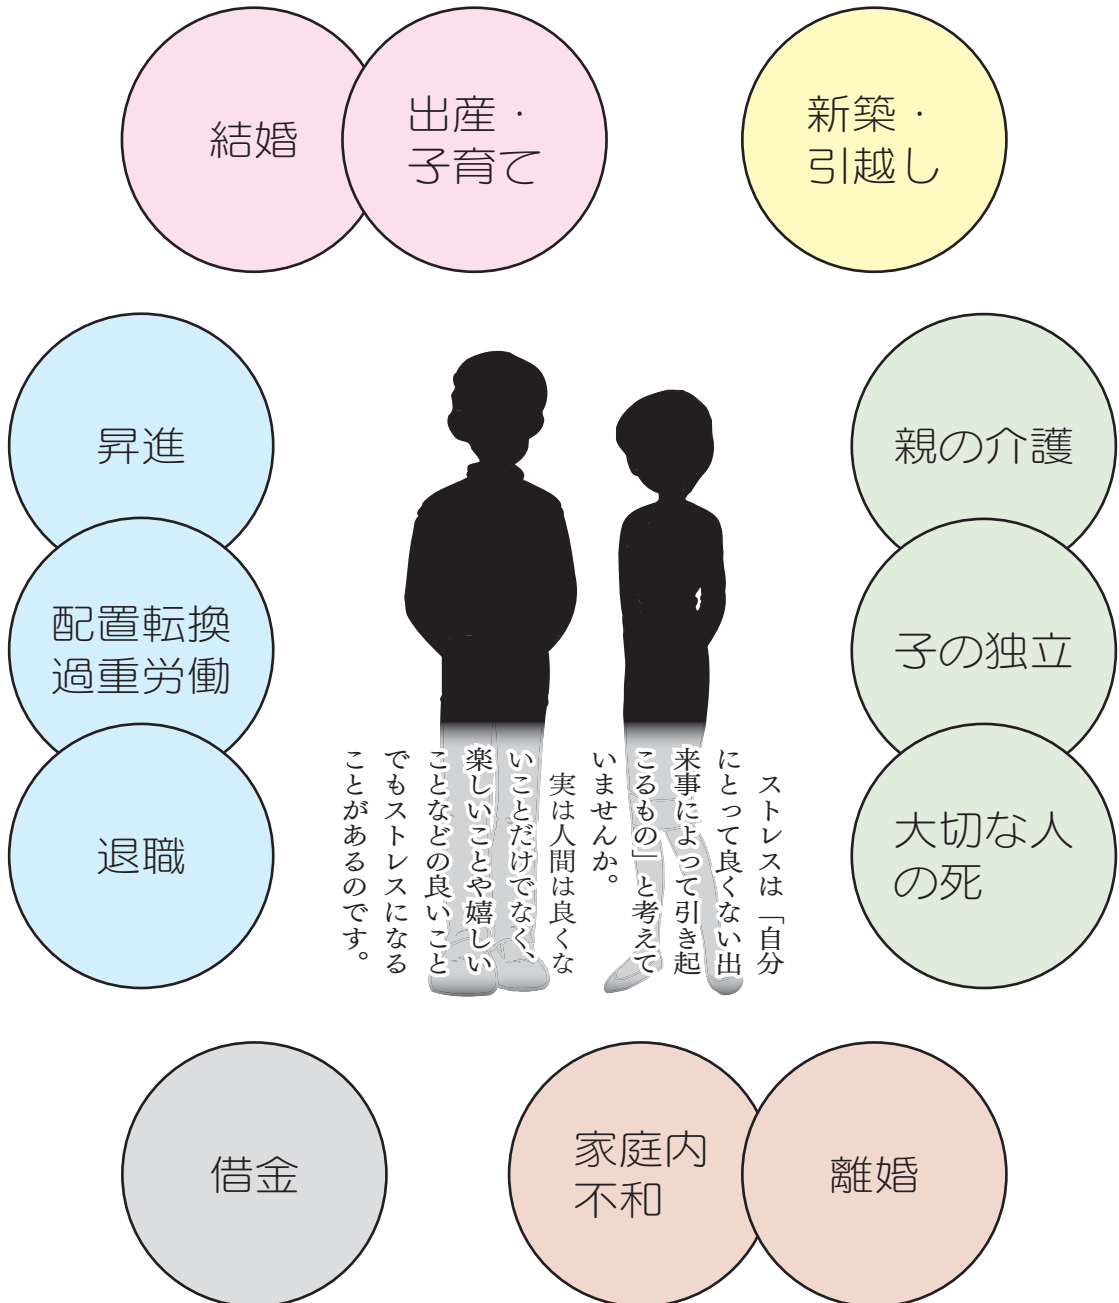 結婚
出産・
子育て
新築・
引越し
昇進
配置転換
過重労働
退職
親の介護
子の独立
大切な人
の死
ストレスは「自分
にとって良くない出
来事によって引き起
こるもの」と考えて
いませんか。
実は人間は良くな
いことだけでなく、
楽しいことや嬉しい
ことなどの良いこと
でもストレスになる
ことがあるのです。
借金
家庭内
不和
離婚